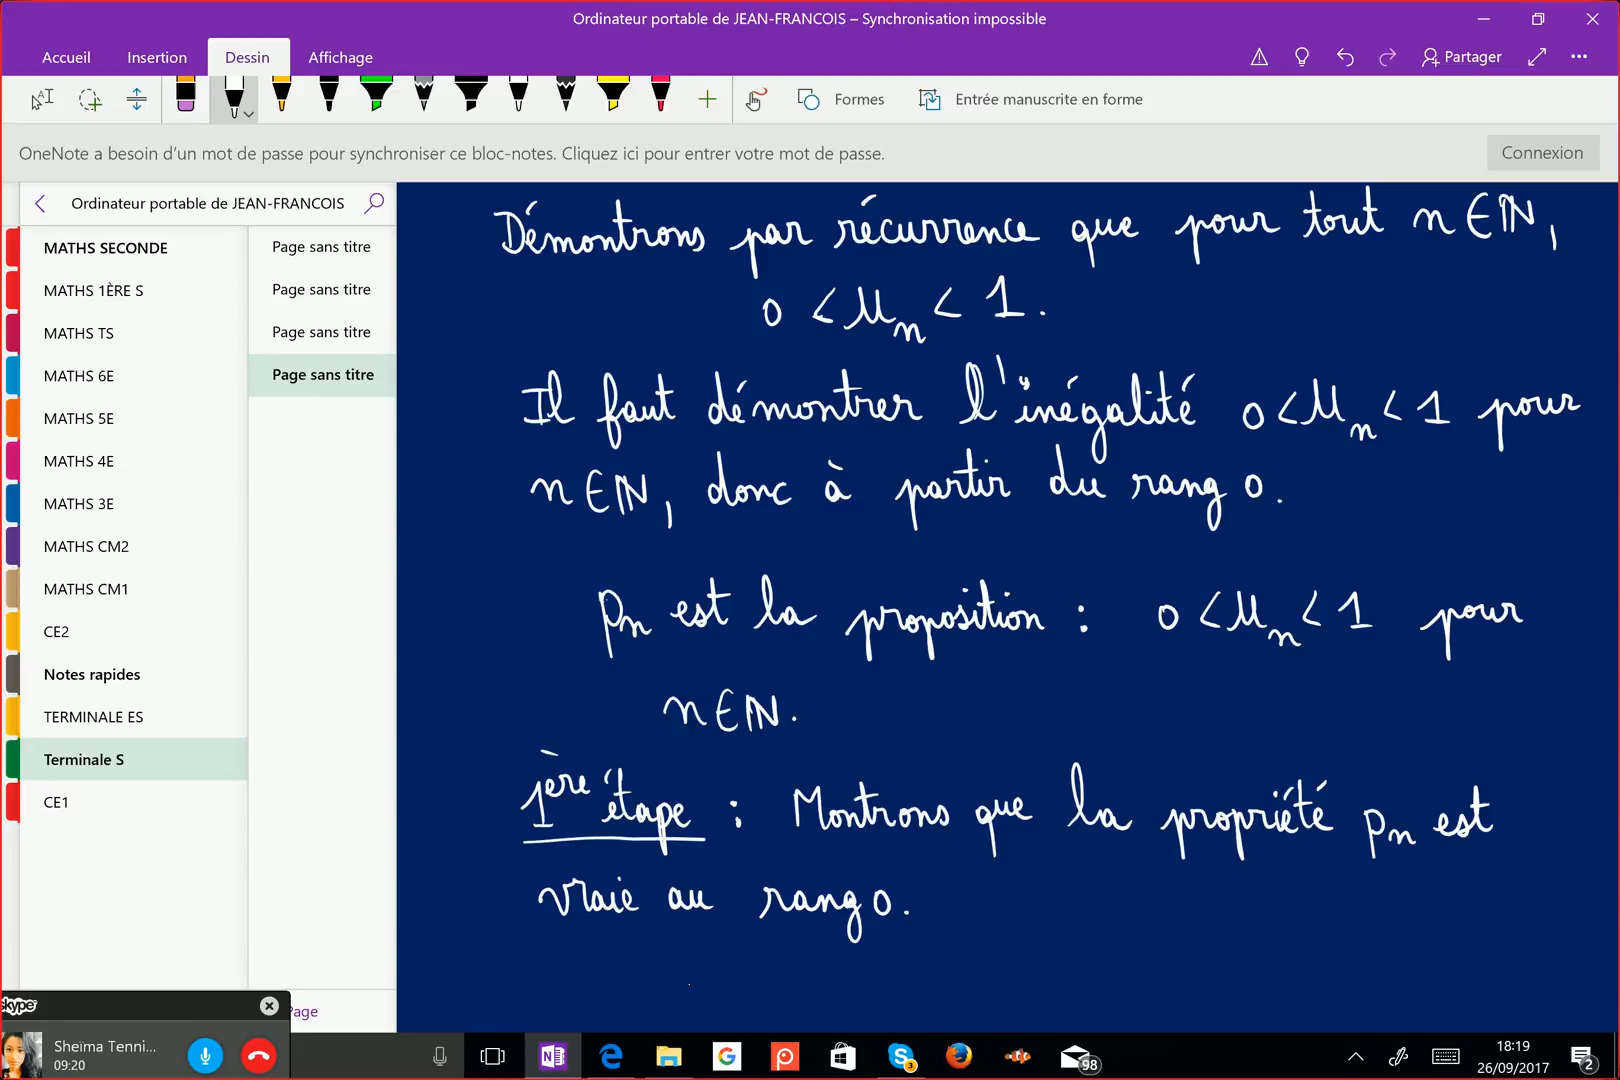 Ordinateur portable de JEAN-FRANCOIS – Synchronisation impossible
Accueil Insertion Dessin Affichage Partager
Formes Entrée manuscrite en forme
OneNote a besoin d’un mot de passe pour synchroniser ce bloc-notes. Cliquez ici pour entrer votre mot de passe. Connexion
Ordinateur portable de JEAN-FRANCOIS
MATHS SECONDE
MATHS 1ÈRE S
MATHS TS
MATHS 6E
MATHS 5E
MATHS 4E
MATHS 3E
MATHS CM2
MATHS CM1
CE2
Notes rapides
TERMINALE ES
Terminale S
CE1
Page sans titre
Page sans titre
Page sans titre
Page sans titre
Page
Démontrons par récurrence que pour tout n∈ℕ,
0 < Un < 1.
Il faut démontrer l'inégalité 0 < Un < 1 pour
n∈ℕ, donc à partir du rang 0.
Pn est la proposition : 0 < Un < 1 pour
n∈ℕ.
1ère étape : Montrons que la propriété Pn est
vraie au rang 0.
skype
Sheïma Tenni...
09:20
98
3
18:19
26/09/2017
2